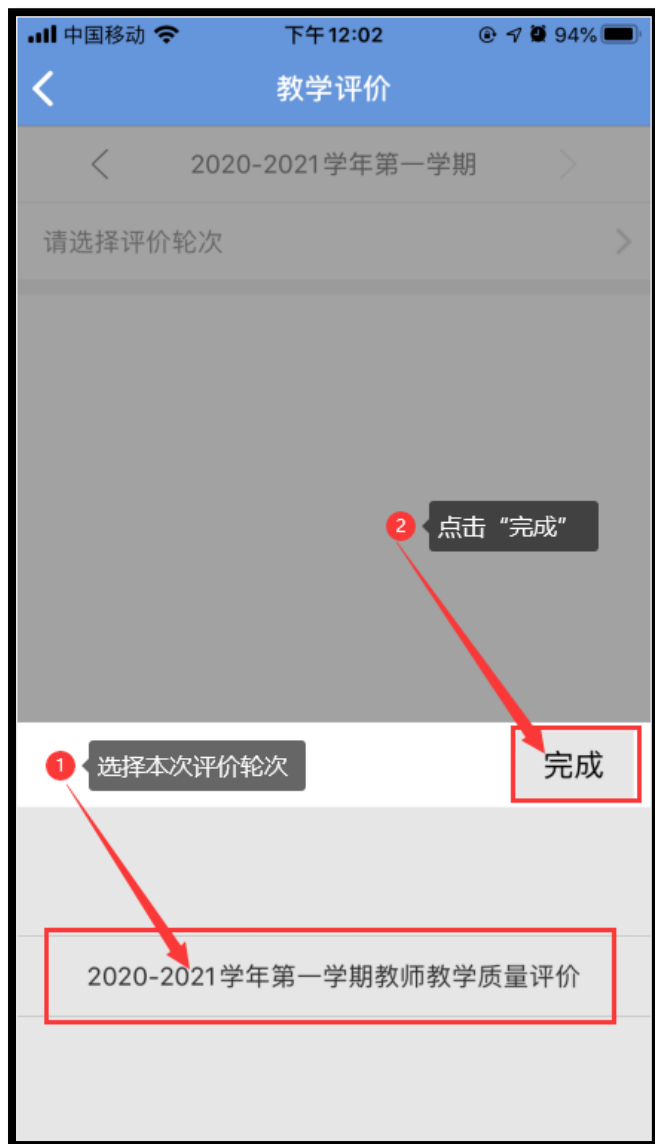 中国移动 下午12:02 94%
教学评价
2020-2021学年第一学期
请选择评价轮次
2 点击“完成”
1 选择本次评价轮次 完成
2020-2021学年第一学期教师教学质量评价